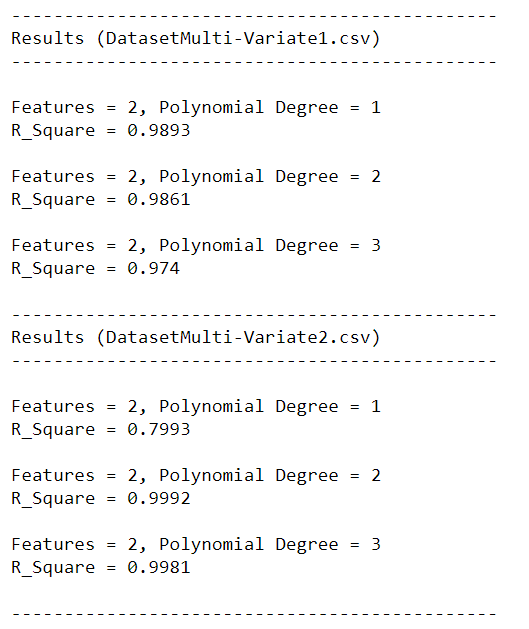 ----------------------------------------------
Results (DatasetMulti-Variate1.csv)
----------------------------------------------
Features = 2, Polynomial Degree = 1
R_Square = 0.9893
Features = 2, Polynomial Degree = 2
R_Square = 0.9861
Features = 2, Polynomial Degree = 3
R_Square = 0.974
----------------------------------------------
Results (DatasetMulti-Variate2.csv)
----------------------------------------------
Features = 2, Polynomial Degree = 1
R_Square = 0.7993
Features = 2, Polynomial Degree = 2
R_Square = 0.9992
Features = 2, Polynomial Degree = 3
R_Square = 0.9981
----------------------------------------------